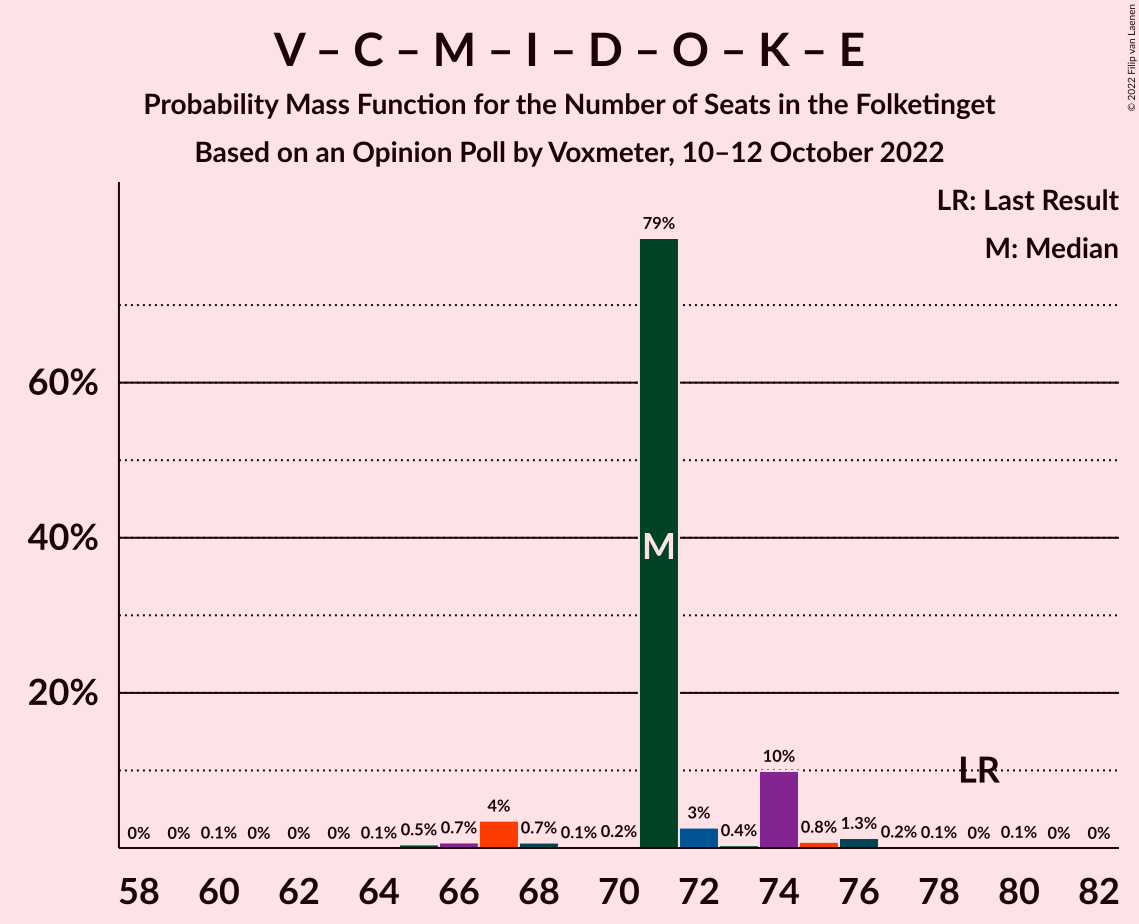 V – C – M – I – D – O – K – E
Probability Mass Function for the Number of Seats in the Folketinget
Based on an Opinion Poll by Voxmeter, 10–12 October 2022
© 2022 Filip van Laenen
LR: Last Result
M: Median
79%
60%
40%
M
20%
10%
LR
4%
3%
0% 0% 0.1% 0% 0% 0% 0.1% 0.5% 0.7% 0.7% 0.1% 0.2% 0.4% 0.8% 1.3% 0.2% 0.1% 0% 0.1% 0% 0%
58 60 62 64 66 68 70 72 74 76 78 80 82